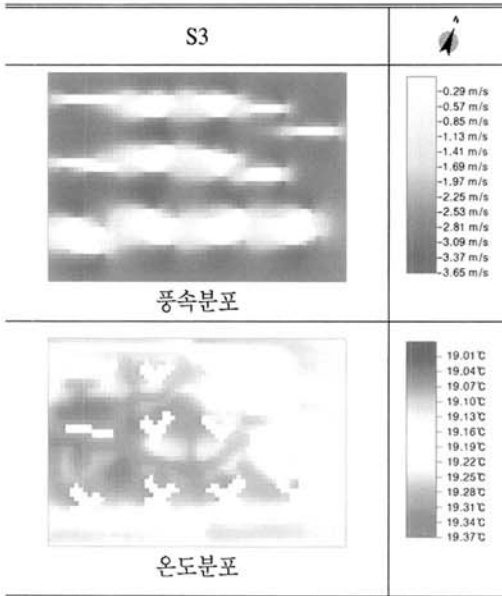 S3
0.29 m/s
0.57 m/s
0.85 m/s
1.13 m/s
1.41 m/s
1.69 m/s
1.97 m/s
2.25 m/s
2.53 m/s
2.81 m/s
3.09 m/s
3.37 m/s
3.65 m/s
풍속분포
19.01℃
19.04℃
19.07℃
19.10℃
19.13℃
19.16℃
19.19℃
19.22℃
19.25℃
19.28℃
19.31℃
19.34℃
19.37℃
온도분포